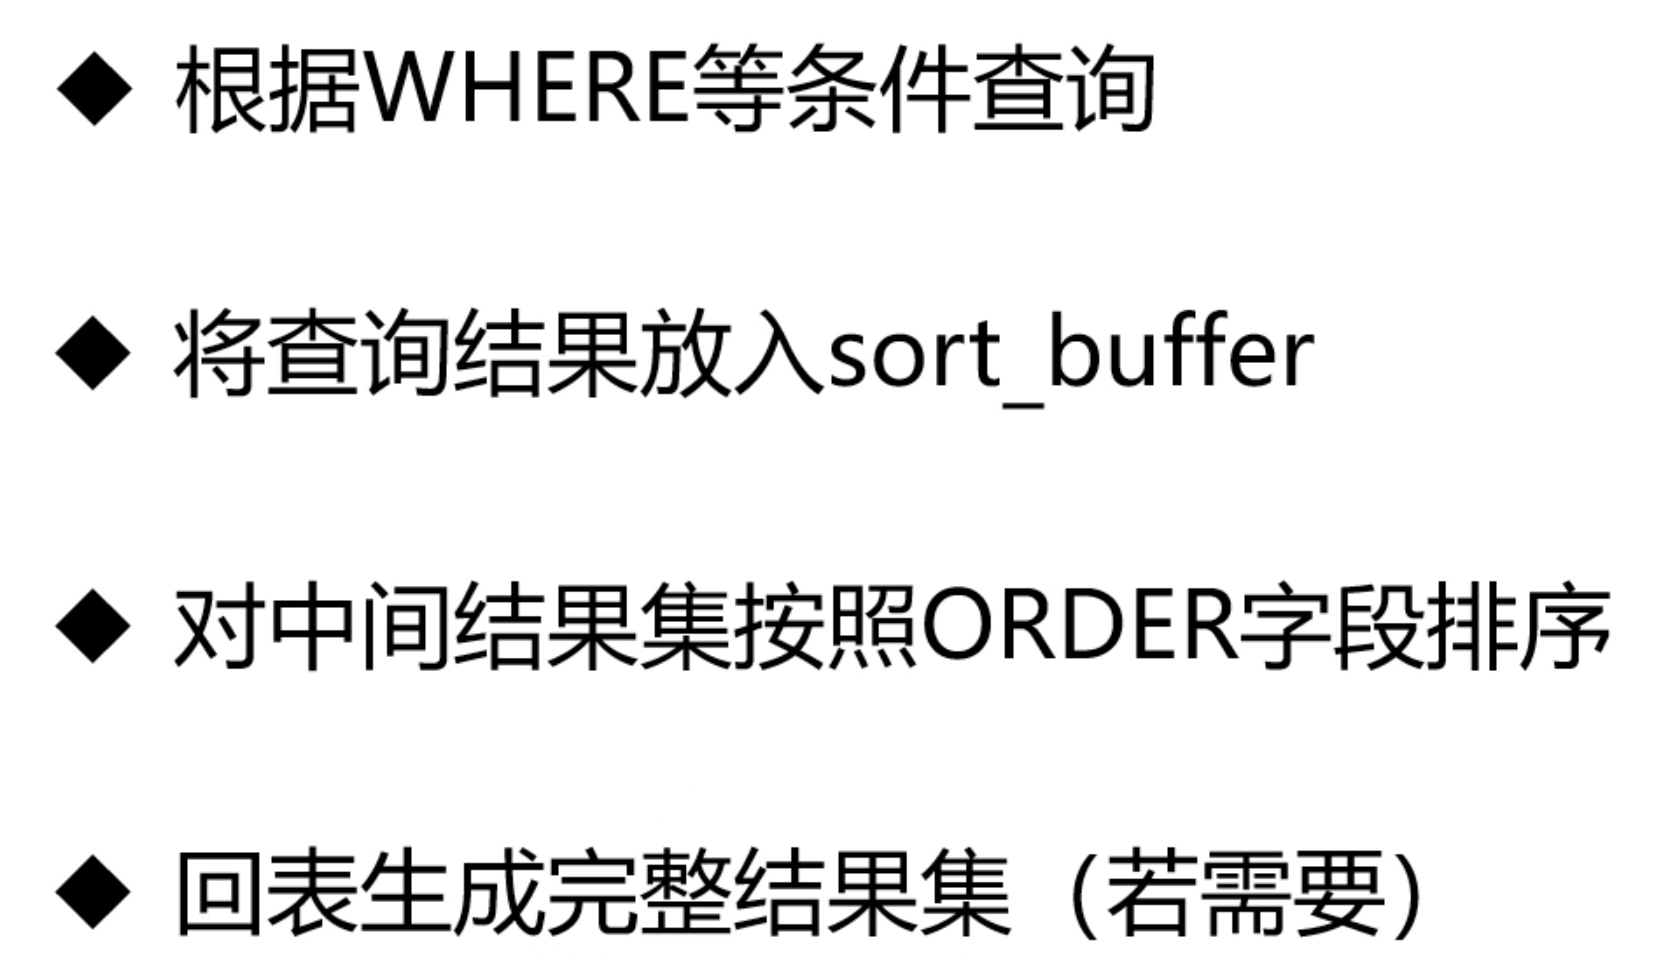 ◆ 根据WHERE等条件查询
◆ 将查询结果放入sort_buffer
◆ 对中间结果集按照ORDER字段排序
◆ 回表生成完整结果集（若需要）